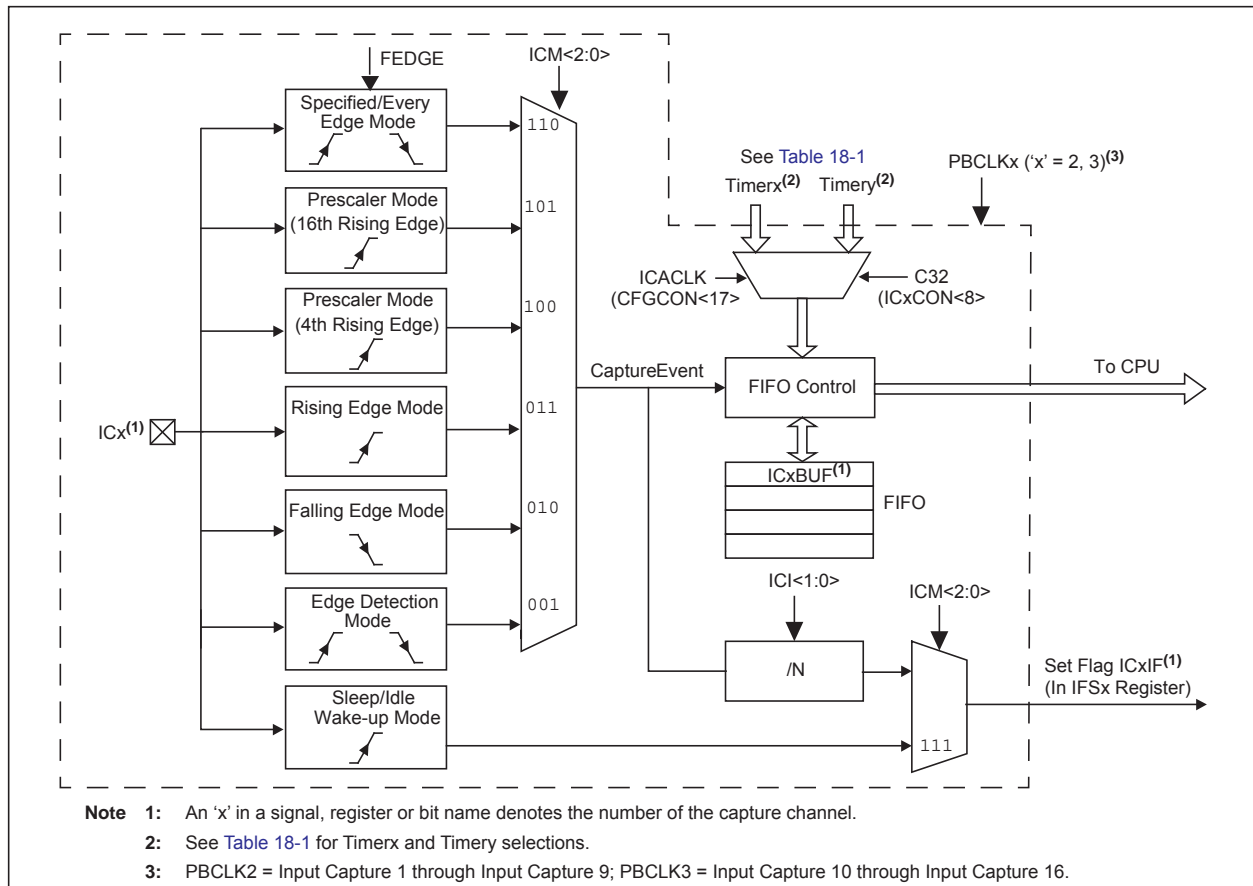 FEDGE
ICM<2:0>
Specified/Every
Edge Mode
110
Prescaler Mode
(16th Rising Edge)
101
Prescaler Mode
(4th Rising Edge)
100
Rising Edge Mode
011
ICx(1)
Falling Edge Mode
010
Edge Detection
Mode
001
Sleep/Idle
Wake-up Mode
See Table 18-1
Timerx(2) Timery(2)
PBCLKx (‘x’ = 2, 3)(3)
ICACLK
(CFGCON<17>
C32
(ICxCON<8>
CaptureEvent
FIFO Control
To CPU
ICxBUF(1)
FIFO
ICI<1:0>
ICM<2:0>
/N
111
Set Flag ICxIF(1)
(In IFSx Register)
Note 1: An ‘x’ in a signal, register or bit name denotes the number of the capture channel.
2: See Table 18-1 for Timerx and Timery selections.
3: PBCLK2 = Input Capture 1 through Input Capture 9; PBCLK3 = Input Capture 10 through Input Capture 16.